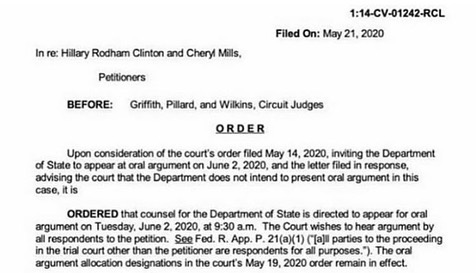 1:14-CV-01242-RCL
Filed On: May 21, 2020
In re: Hillary Rodham Clinton and Cheryl Mills,
Petitioners
BEFORE: Griffith, Pillard, and Wilkins, Circuit Judges
ORDER
Upon consideration of the court's order filed May 14, 2020, inviting the Department
of State to appear at oral argument on June 2, 2020, and the letter filed in response,
advising the court that the Department does not intend to present oral argument in this
case, it is
ORDERED that counsel for the Department of State is directed to appear for oral
argument on Tuesday, June 2, 2020, at 9:30 a.m. The Court wishes to hear argument by
all respondents to the petition. See Fed. R. App. P. 21(a)(1) ("[a]ll parties to the proceeding
in the trial court other than the petitioner are respondents for all purposes."). The oral
argument allocation designations in the court's May 19, 2020 order remain in effect.